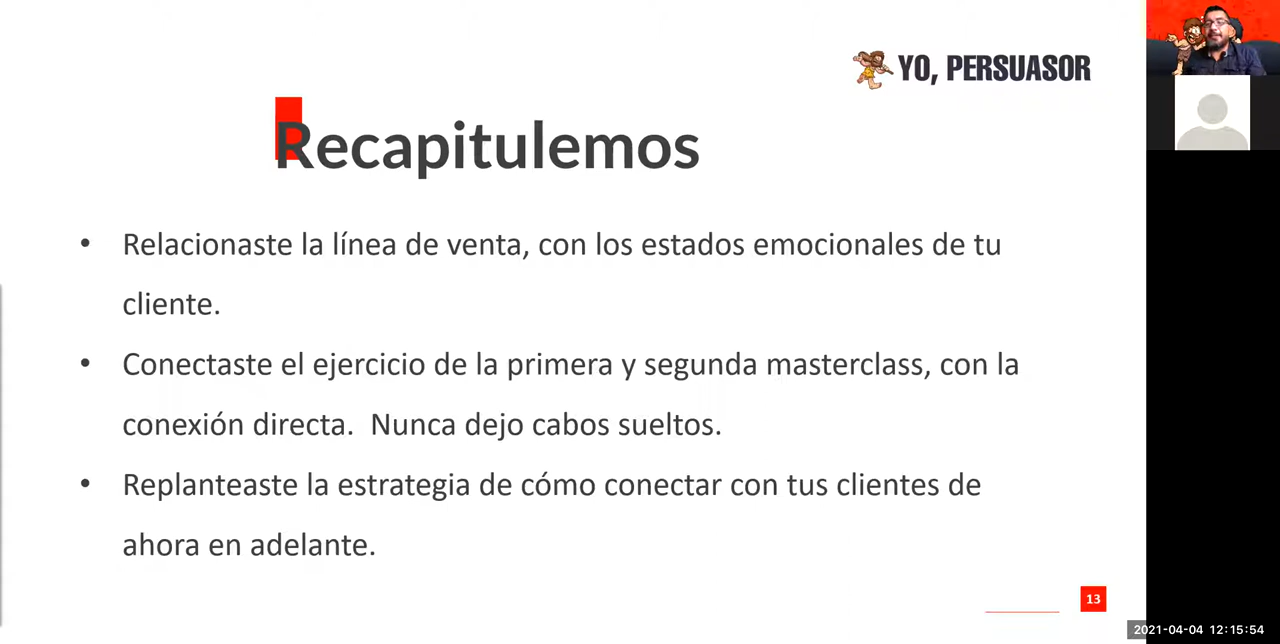 YO, PERSUASOR
Recapitulemos
• Relacionaste la línea de venta, con los estados emocionales de tu
cliente.
• Conectaste el ejercicio de la primera y segunda masterclass, con la
conexión directa.  Nunca dejo cabos sueltos.
• Replanteaste la estrategia de cómo conectar con tus clientes de
ahora en adelante.
13
2021-04-04 12:15:54